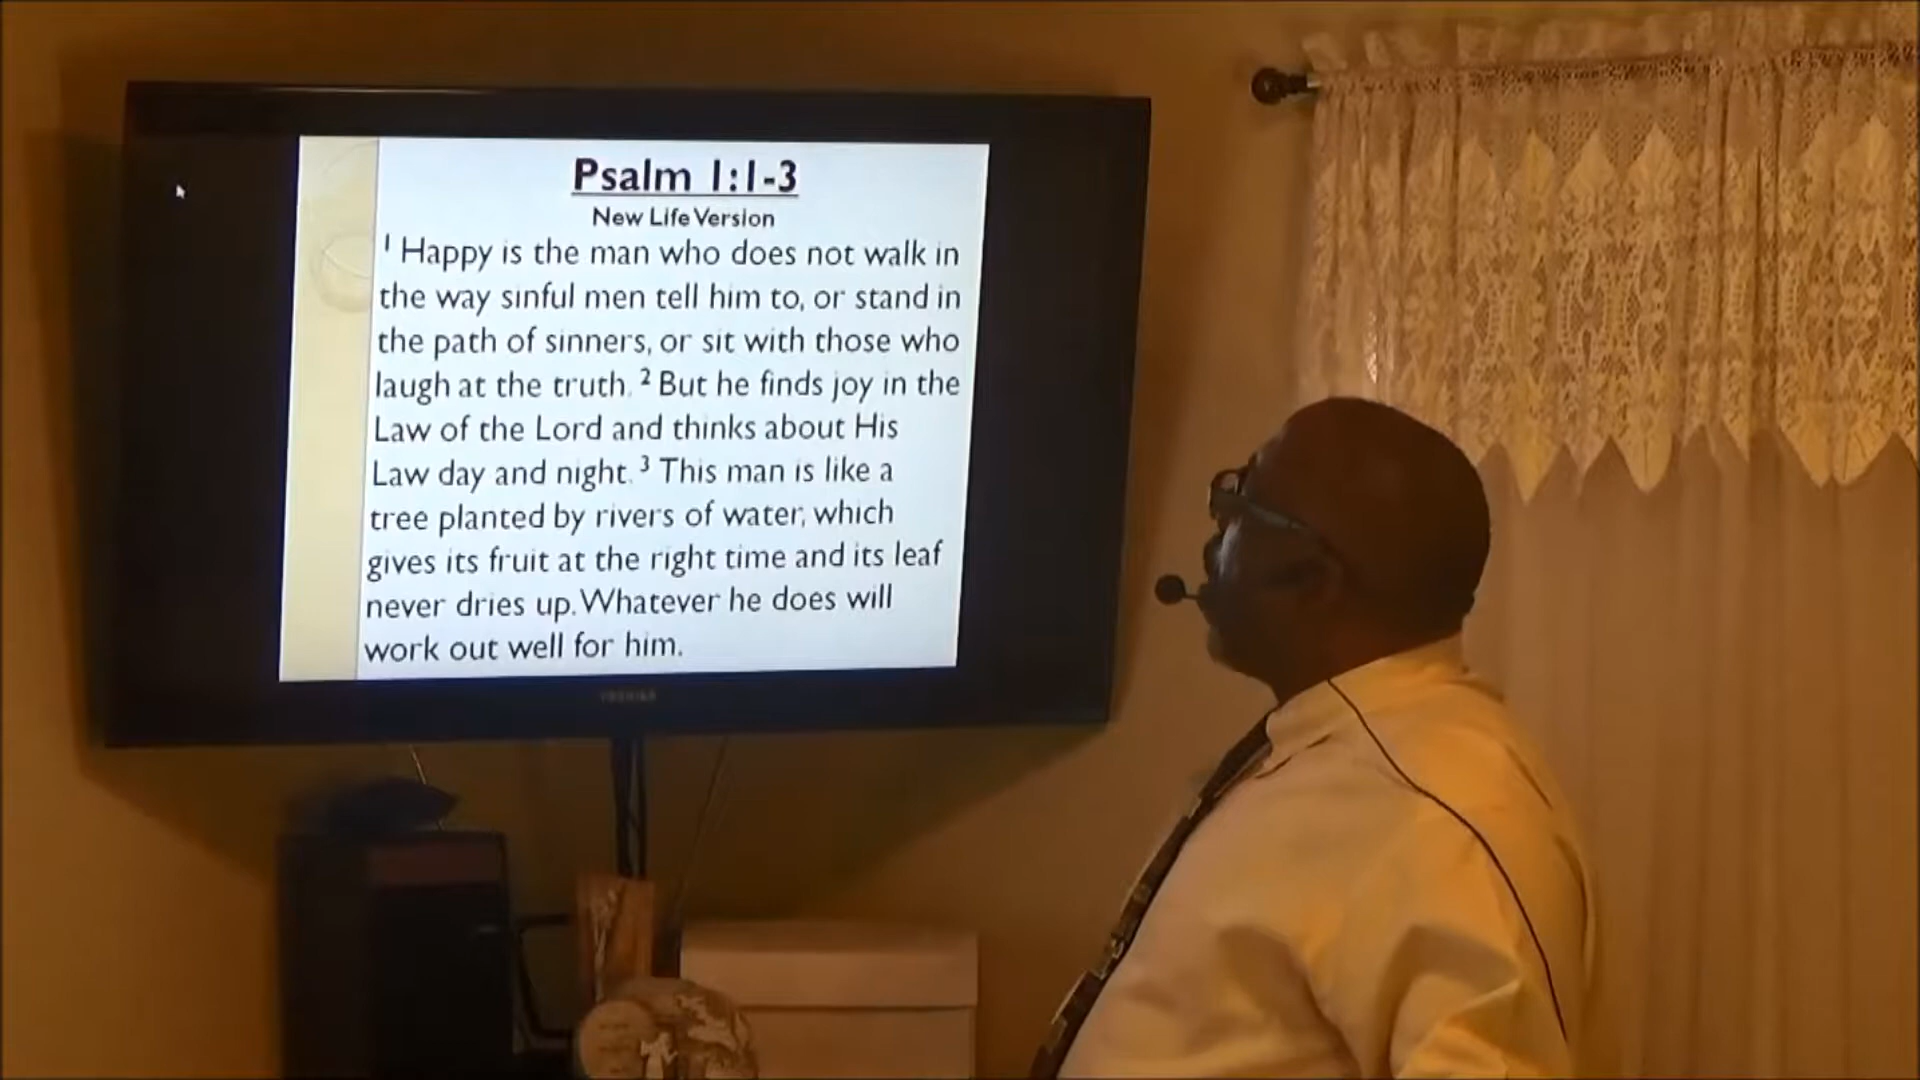 Psalm 1:1-3
New Life Version
1 Happy is the man who does not walk in
the way sinful men tell him to, or stand in
the path of sinners, or sit with those who
laugh at the truth. 2 But he finds joy in the
Law of the Lord and thinks about His
Law day and night. 3 This man is like a
tree planted by rivers of water, which
gives its fruit at the right time and its leaf
never dries up. Whatever he does will
work out well for him.
TOSHIBA